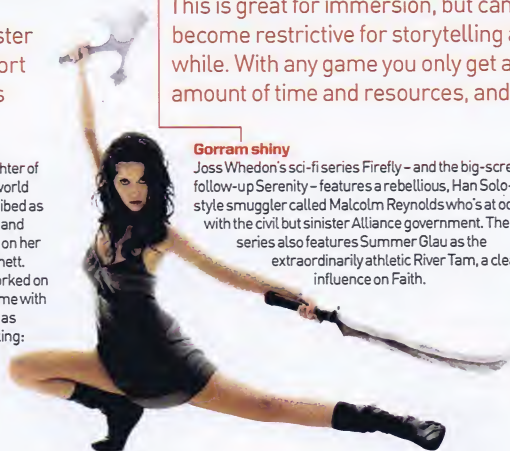 ster
ort
s
This is great for immersion, but can
become restrictive for storytelling a
while. With any game you only get a
amount of time and resources, and
hter of
world
ibed as
and
on her
nett.
orked on
me with
as
ing:
Gorram shiny
Joss Whedon's sci-fi series Firefly – and the big-scre
follow-up Serenity – features a rebellious, Han Solo-
style smuggler called Malcolm Reynolds who's at od
with the civil but sinister Alliance government. The
series also features Summer Glau as the
extraordinarily athletic River Tam, a clea
influence on Faith.